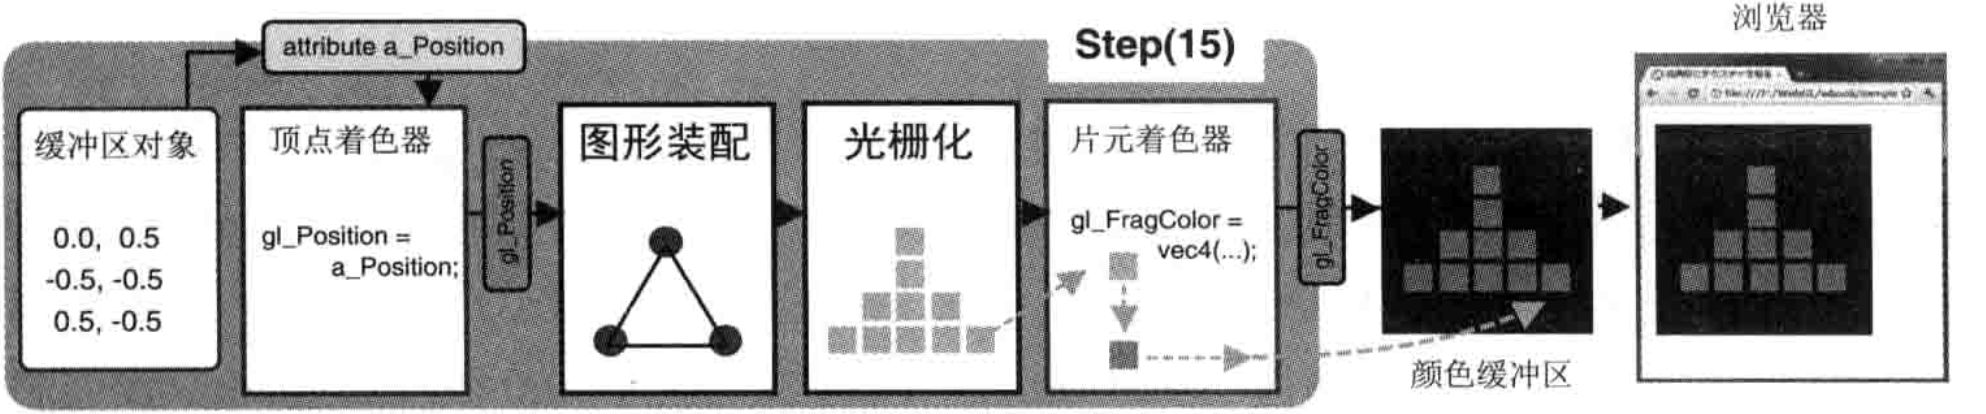 浏览器
attribute a_Position
Step(15)
缓冲区对象
0.0, 0.5
-0.5, -0.5
0.5, -0.5
顶点着色器
gl_Position =
a_Position;
gl_Position
图形装配
光栅化
片元着色器
gl_FragColor =
vec4(...);
gl_FragColor
颜色缓冲区